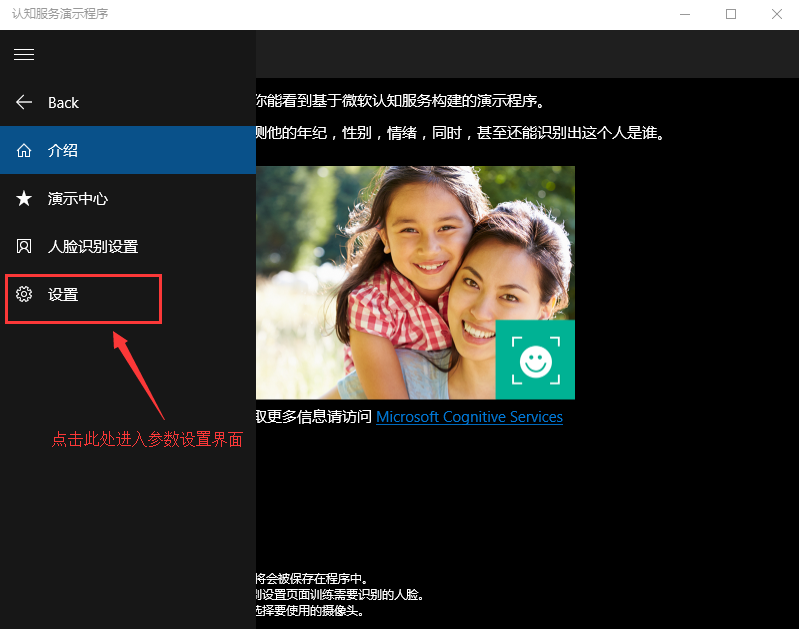 认知服务演示程序
Back
介绍
演示中心
人脸识别设置
设置
点击此处进入参数设置界面
你能看到基于微软认知服务构建的演示程序。
测他的年纪，性别，情绪，同时，甚至还能识别出这个人是谁。
取更多信息请访问 Microsoft Cognitive Services
将会被保存在程序中。
别设置页面训练需要识别的人脸。
选择要使用的摄像头。